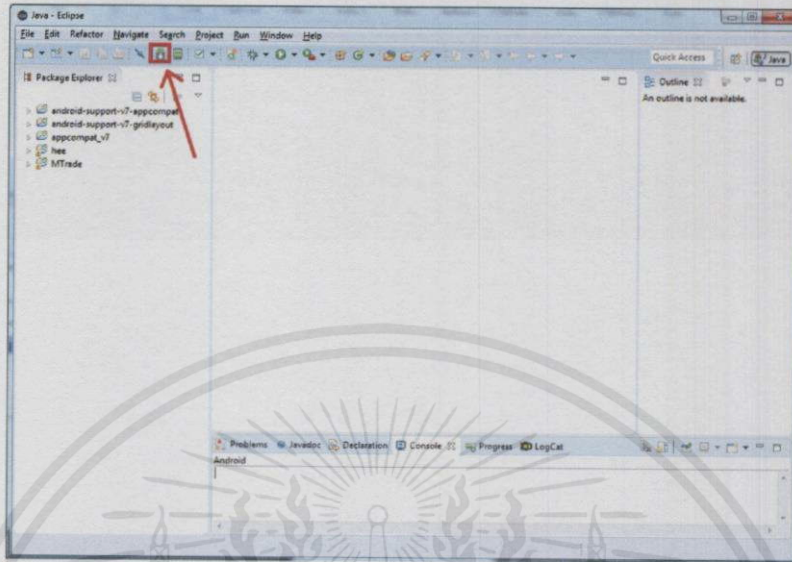 Java - Eclipse
File Edit Refactor Navigate Search Project Run Window Help
Quick Access
Java
Package Explorer
android-support-v7-appcompat
android-support-v7-gridlayout
appcompat_v7
hee
MTrade
Outline
An outline is not available.
Problems Javadoc Declaration Console Progress LogCat
Android